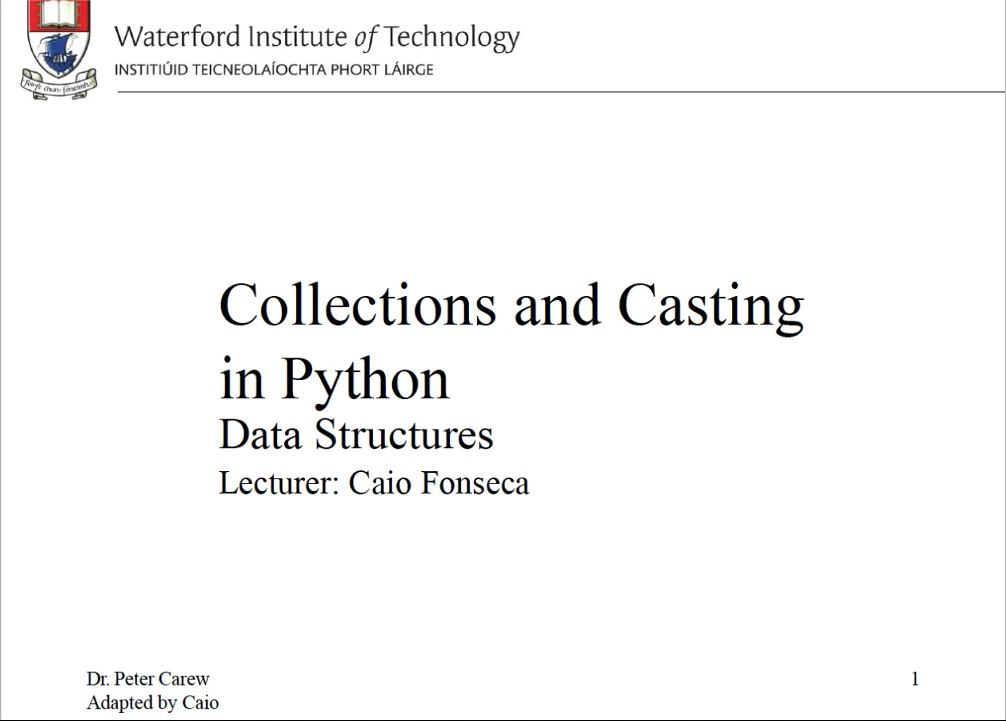 Waterford Institute of Technology
INSTITIÚID TEICNEOLAÍOCHTA PHORT LÁIRGE
Collections and Casting
in Python
Data Structures
Lecturer: Caio Fonseca
Dr. Peter Carew
Adapted by Caio
1